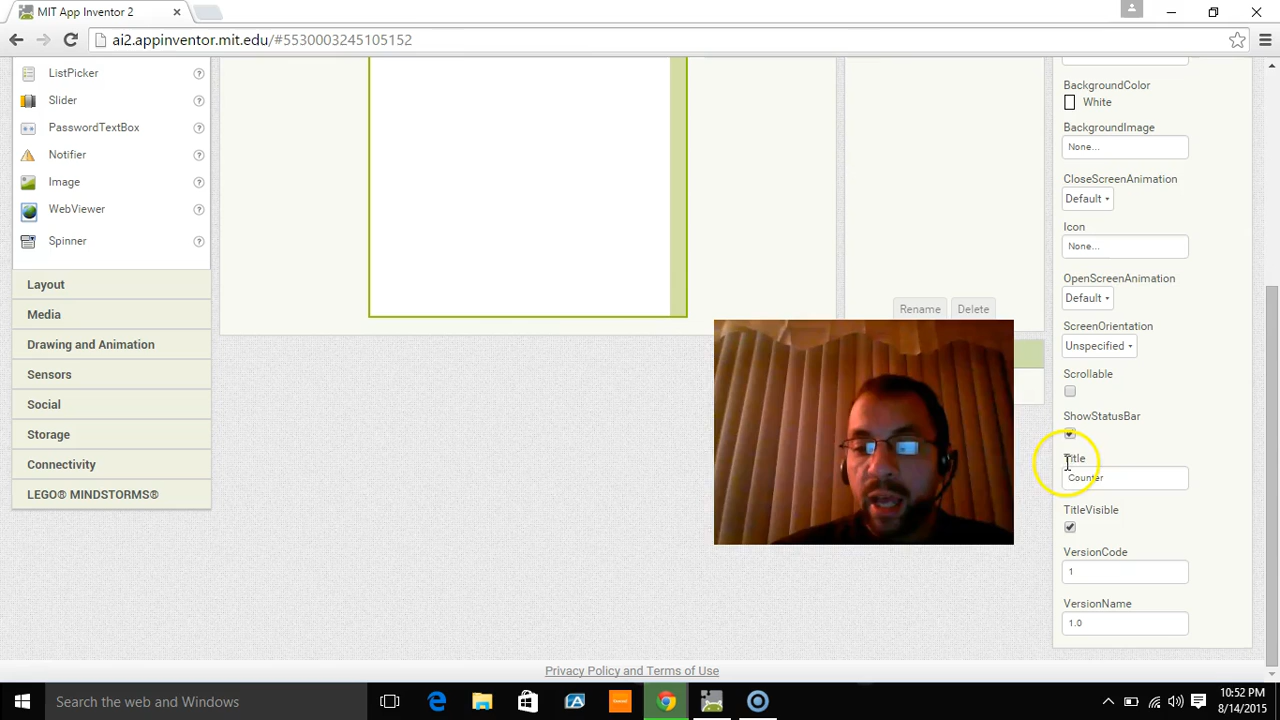 MIT App Inventor 2
ai2.appinventor.mit.edu/#5530003245105152
ListPicker
Slider
PasswordTextBox
Notifier
Image
WebViewer
Spinner
Layout
Media
Drawing and Animation
Sensors
Social
Storage
Connectivity
LEGO® MINDSTORMS®
Rename
Delete
BackgroundColor
White
BackgroundImage
None...
CloseScreenAnimation
Default
Icon
None...
OpenScreenAnimation
Default
ScreenOrientation
Unspecified
Scrollable
ShowStatusBar
Title
Counter
TitleVisible
VersionCode
1
VersionName
1.0
Privacy Policy and Terms of Use
Search the web and Windows
10:52 PM
8/14/2015